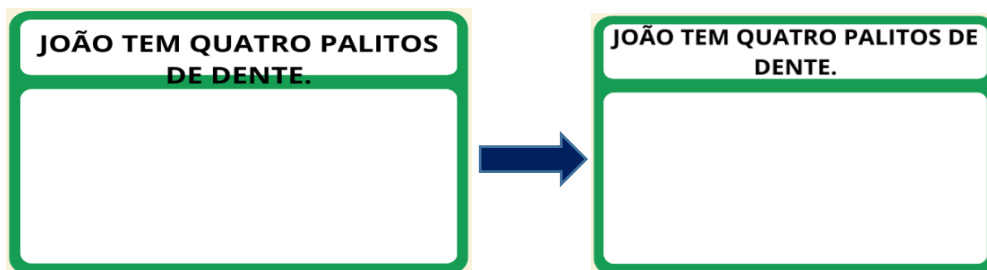 JOÃO TEM QUATRO PALITOS
DE DENTE.
JOÃO TEM QUATRO PALITOS DE
DENTE.